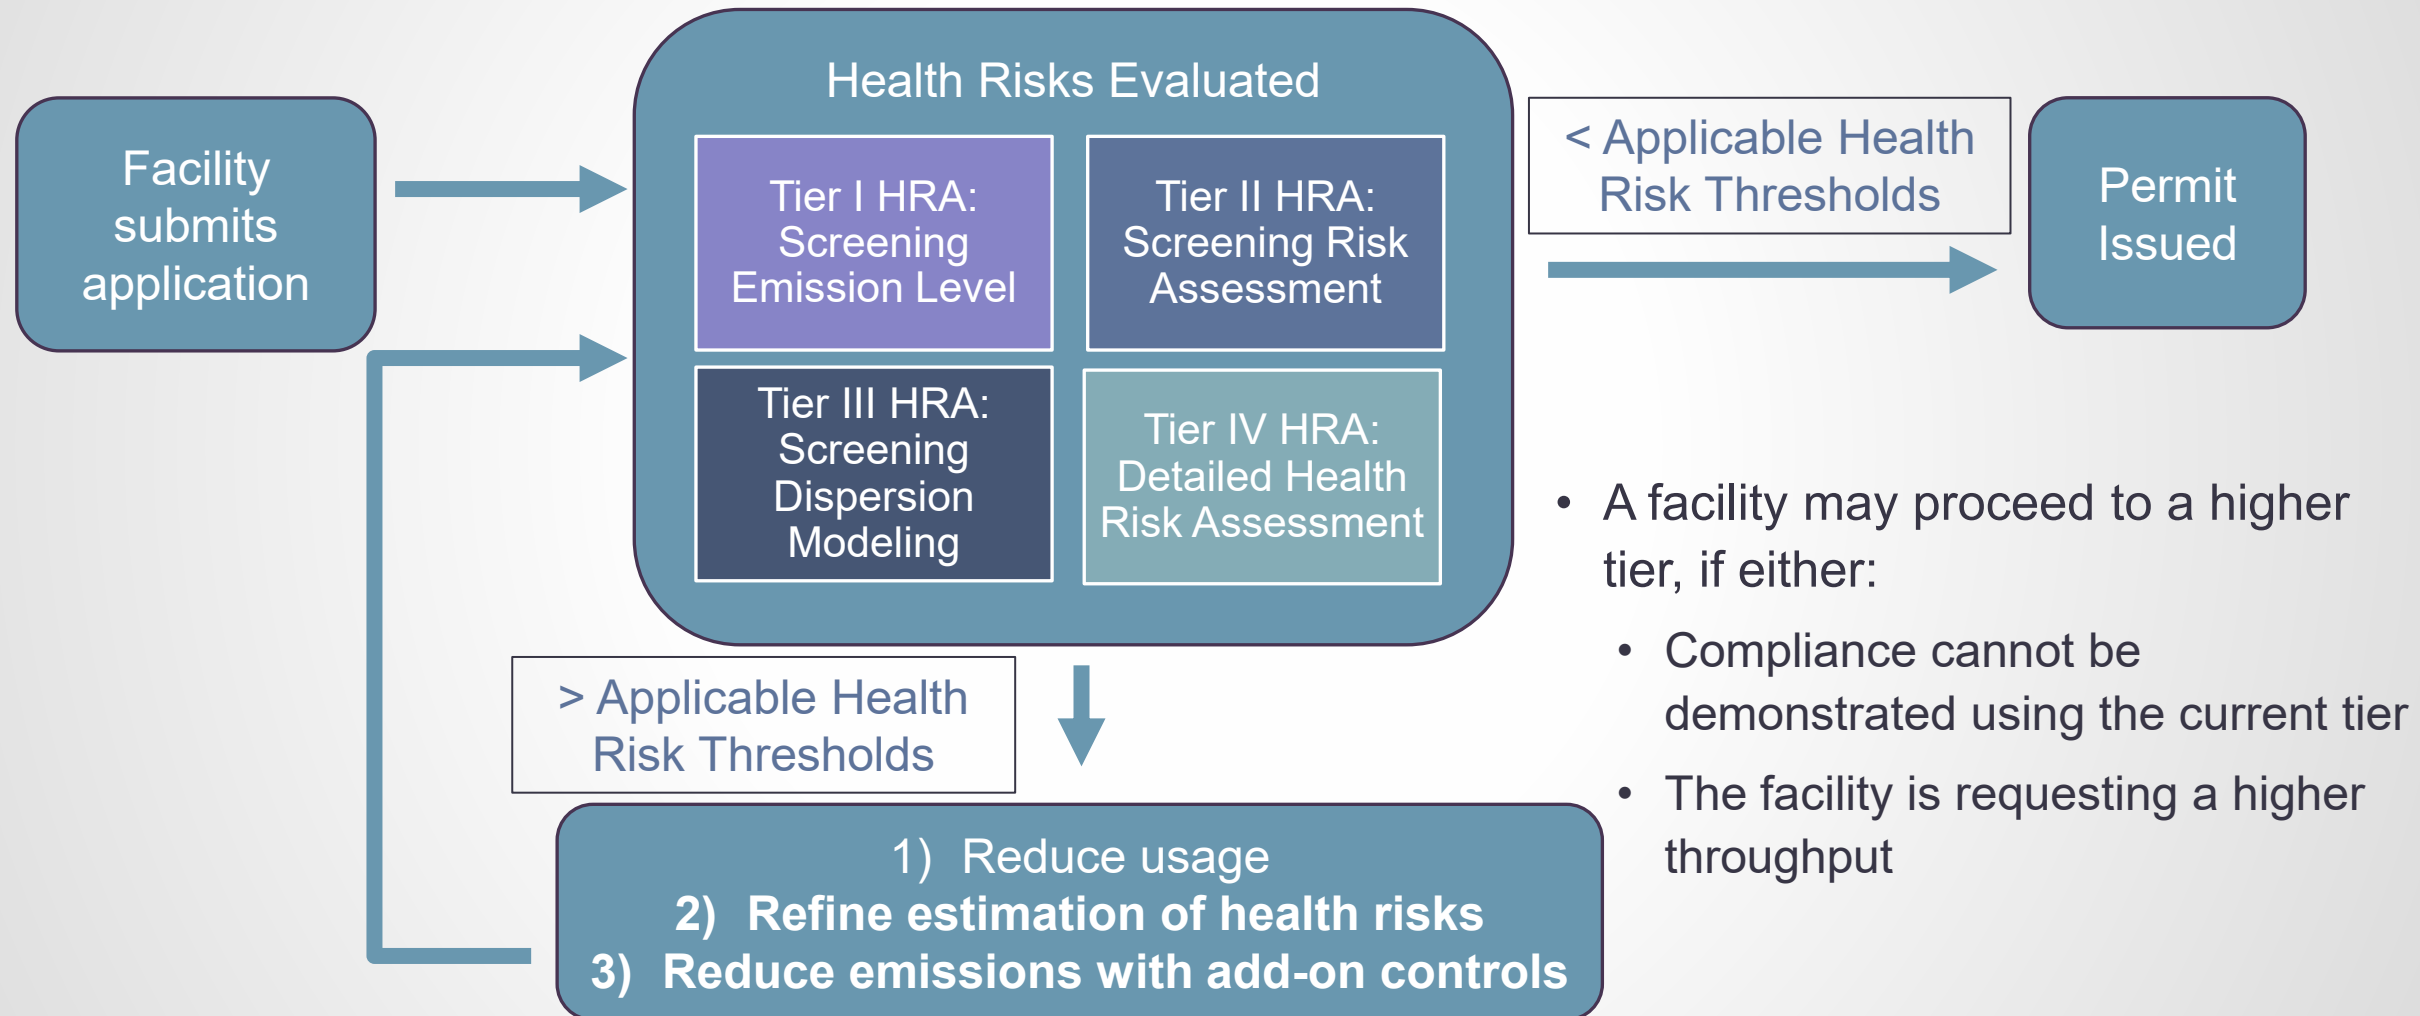 Facility
submits
application
Health Risks Evaluated
Tier I HRA:
Screening
Emission Level
Tier II HRA:
Screening Risk
Assessment
Tier III HRA:
Screening
Dispersion
Modeling
Tier IV HRA:
Detailed Health
Risk Assessment
< Applicable Health
Risk Thresholds
Permit
Issued
> Applicable Health
Risk Thresholds
1) Reduce usage
2) Refine estimation of health risks
3) Reduce emissions with add-on controls
• A facility may proceed to a higher
tier, if either:
• Compliance cannot be
demonstrated using the current tier
• The facility is requesting a higher
throughput